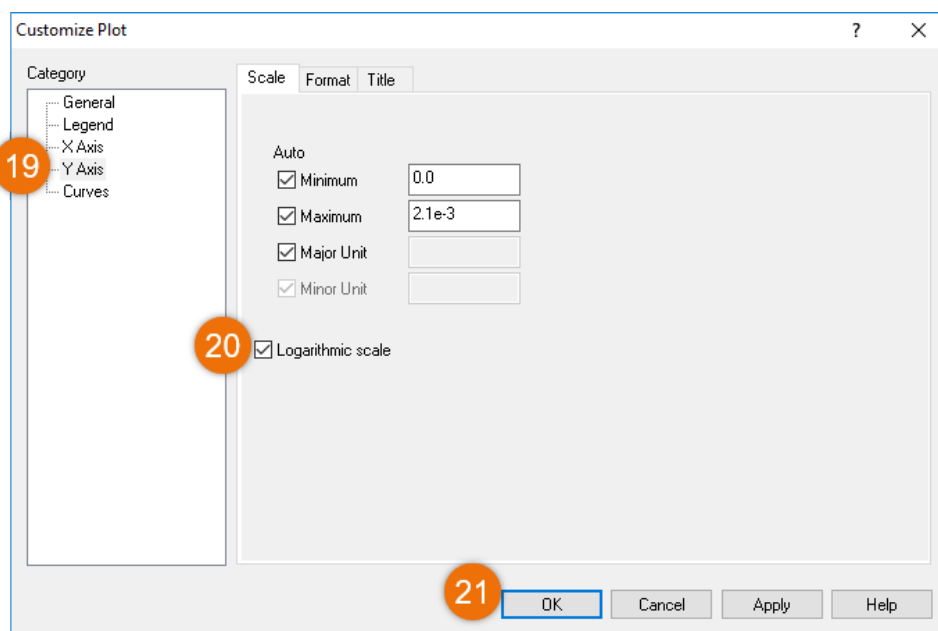 Customize Plot ? ×
Category
General
Legend
X Axis
19 Y Axis
Curves
Scale Format Title
Auto
Minimum 0.0
Maximum 2.1e-3
Major Unit
Minor Unit
20 Logarithmic scale
21 OK Cancel Apply Help